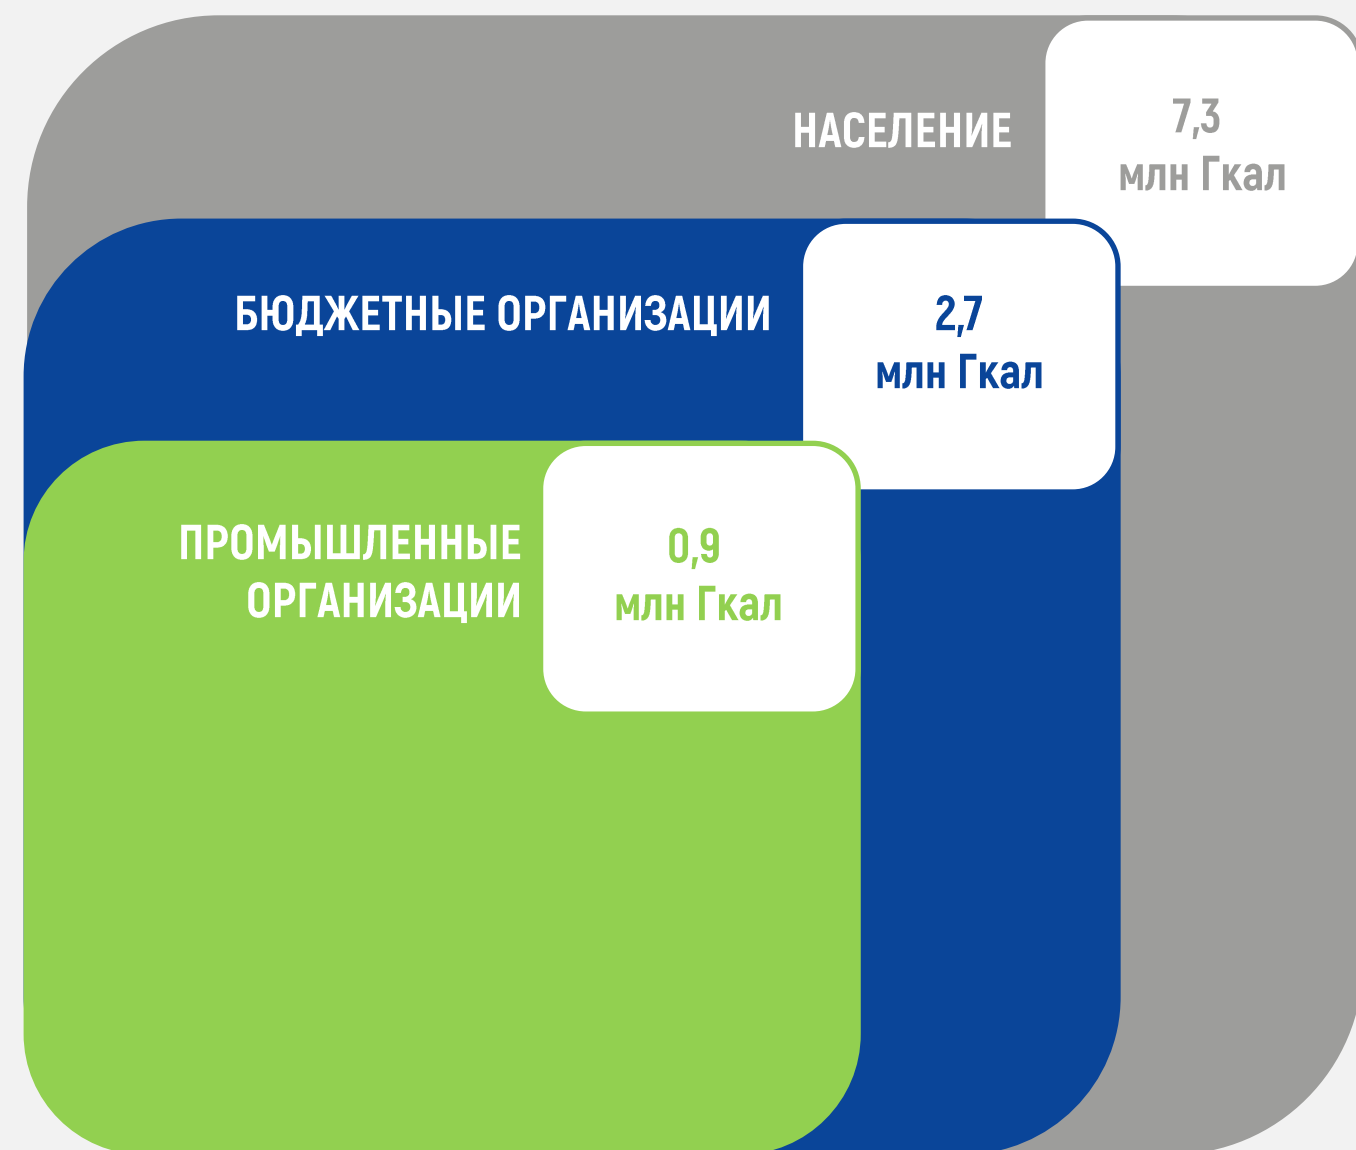 НАСЕЛЕНИЕ
7,3
млн Гкал
БЮДЖЕТНЫЕ ОРГАНИЗАЦИИ
2,7
млн Гкал
ПРОМЫШЛЕННЫЕ
ОРГАНИЗАЦИИ
0,9
млн Гкал